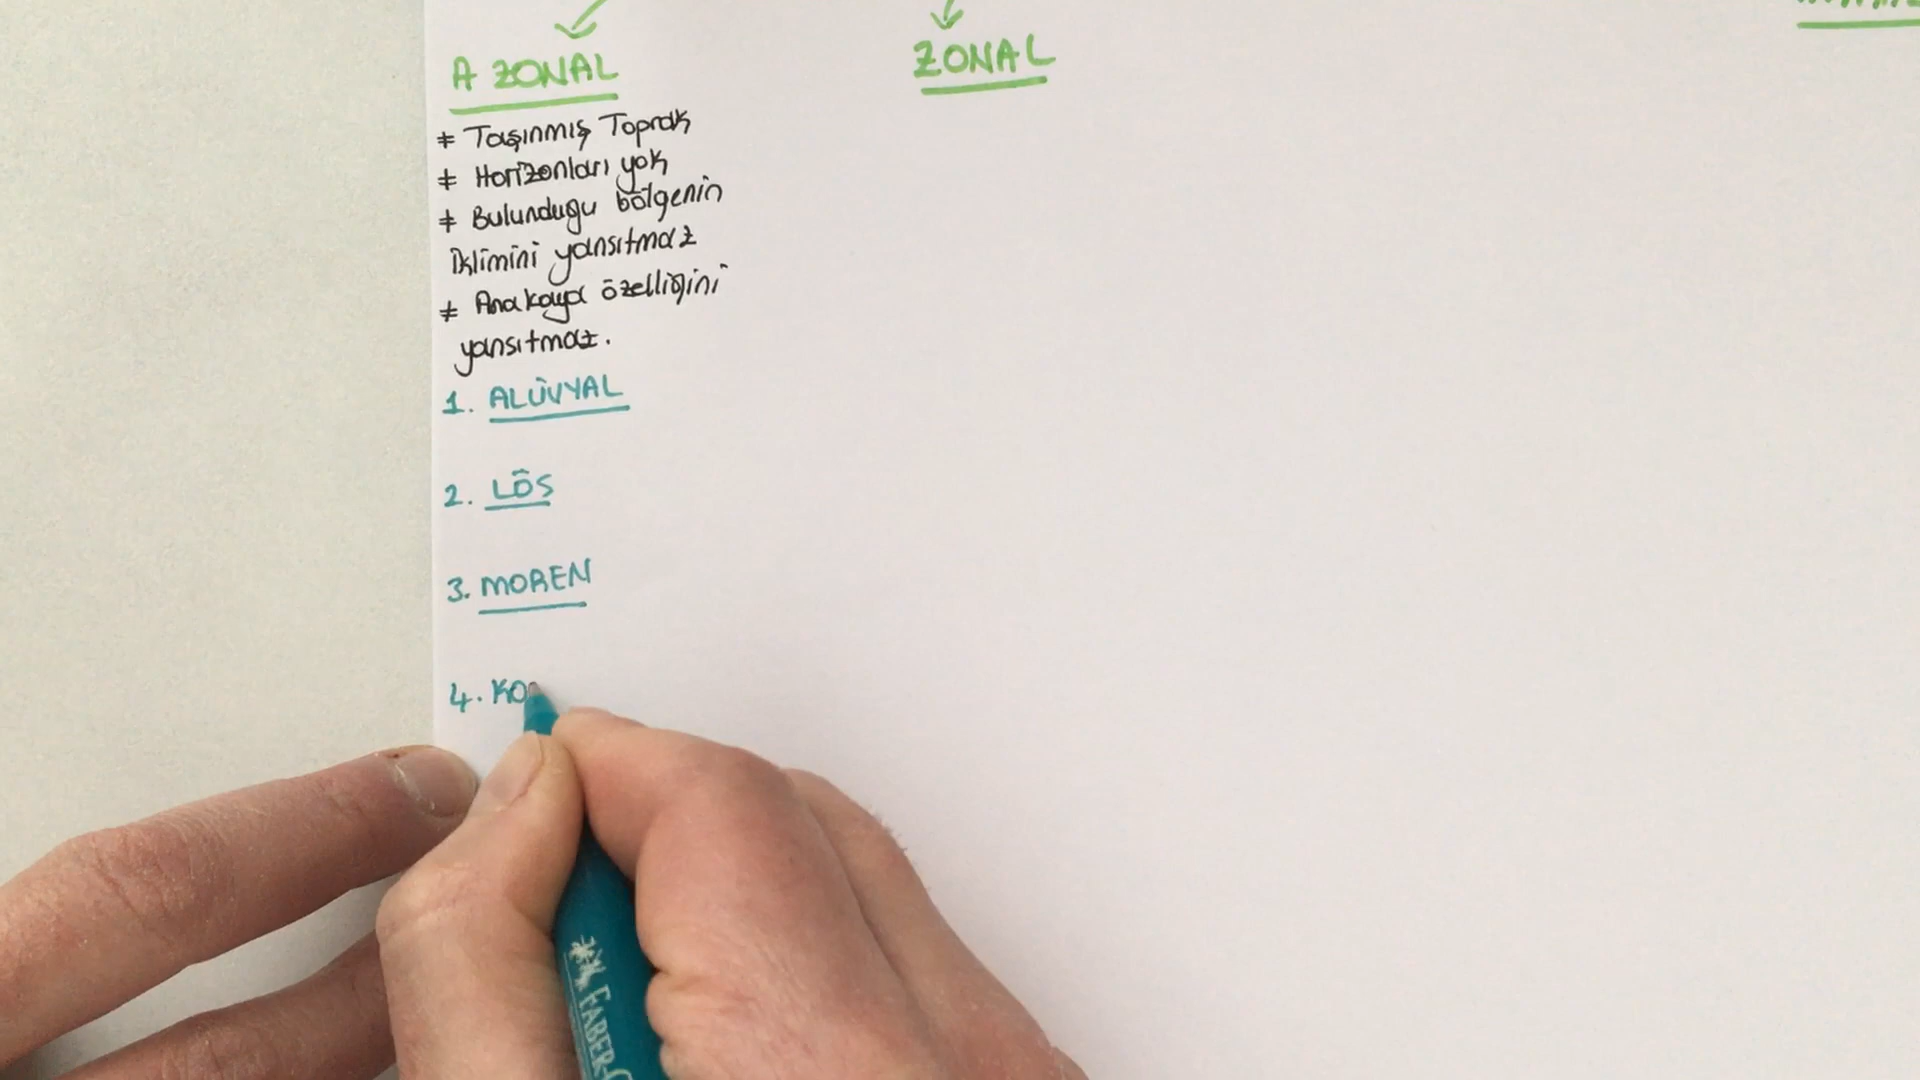 A ZONAL
ZONAL
≠ Taşınmış Toprak
≠ Horizonları yok
≠ Bulunduğu bölgenin
iklimini yansıtmaz
≠ Anakaya özelliğini
yansıtmaz.
1. ALÜVYAL
2. LÖS
3. MOREN
4. KO
FABER-C